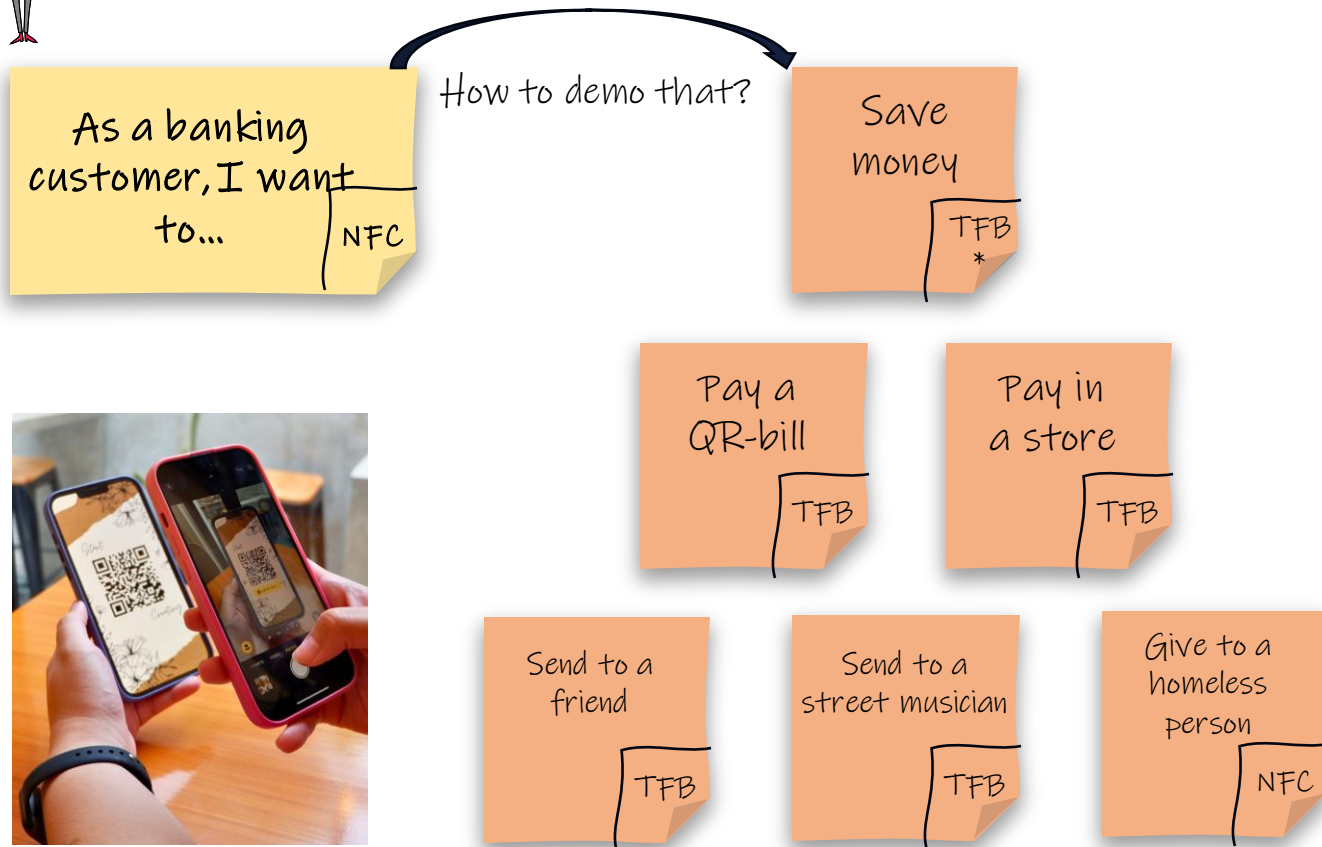 How to demo that?
As a banking
customer, I want
to...
NFC
Save
money
TFB
*
Pay a
QR-bill
TFB
Pay in
a store
TFB
Send to a
friend
TFB
Send to a
street musician
TFB
Give to a
homeless
person
NFC